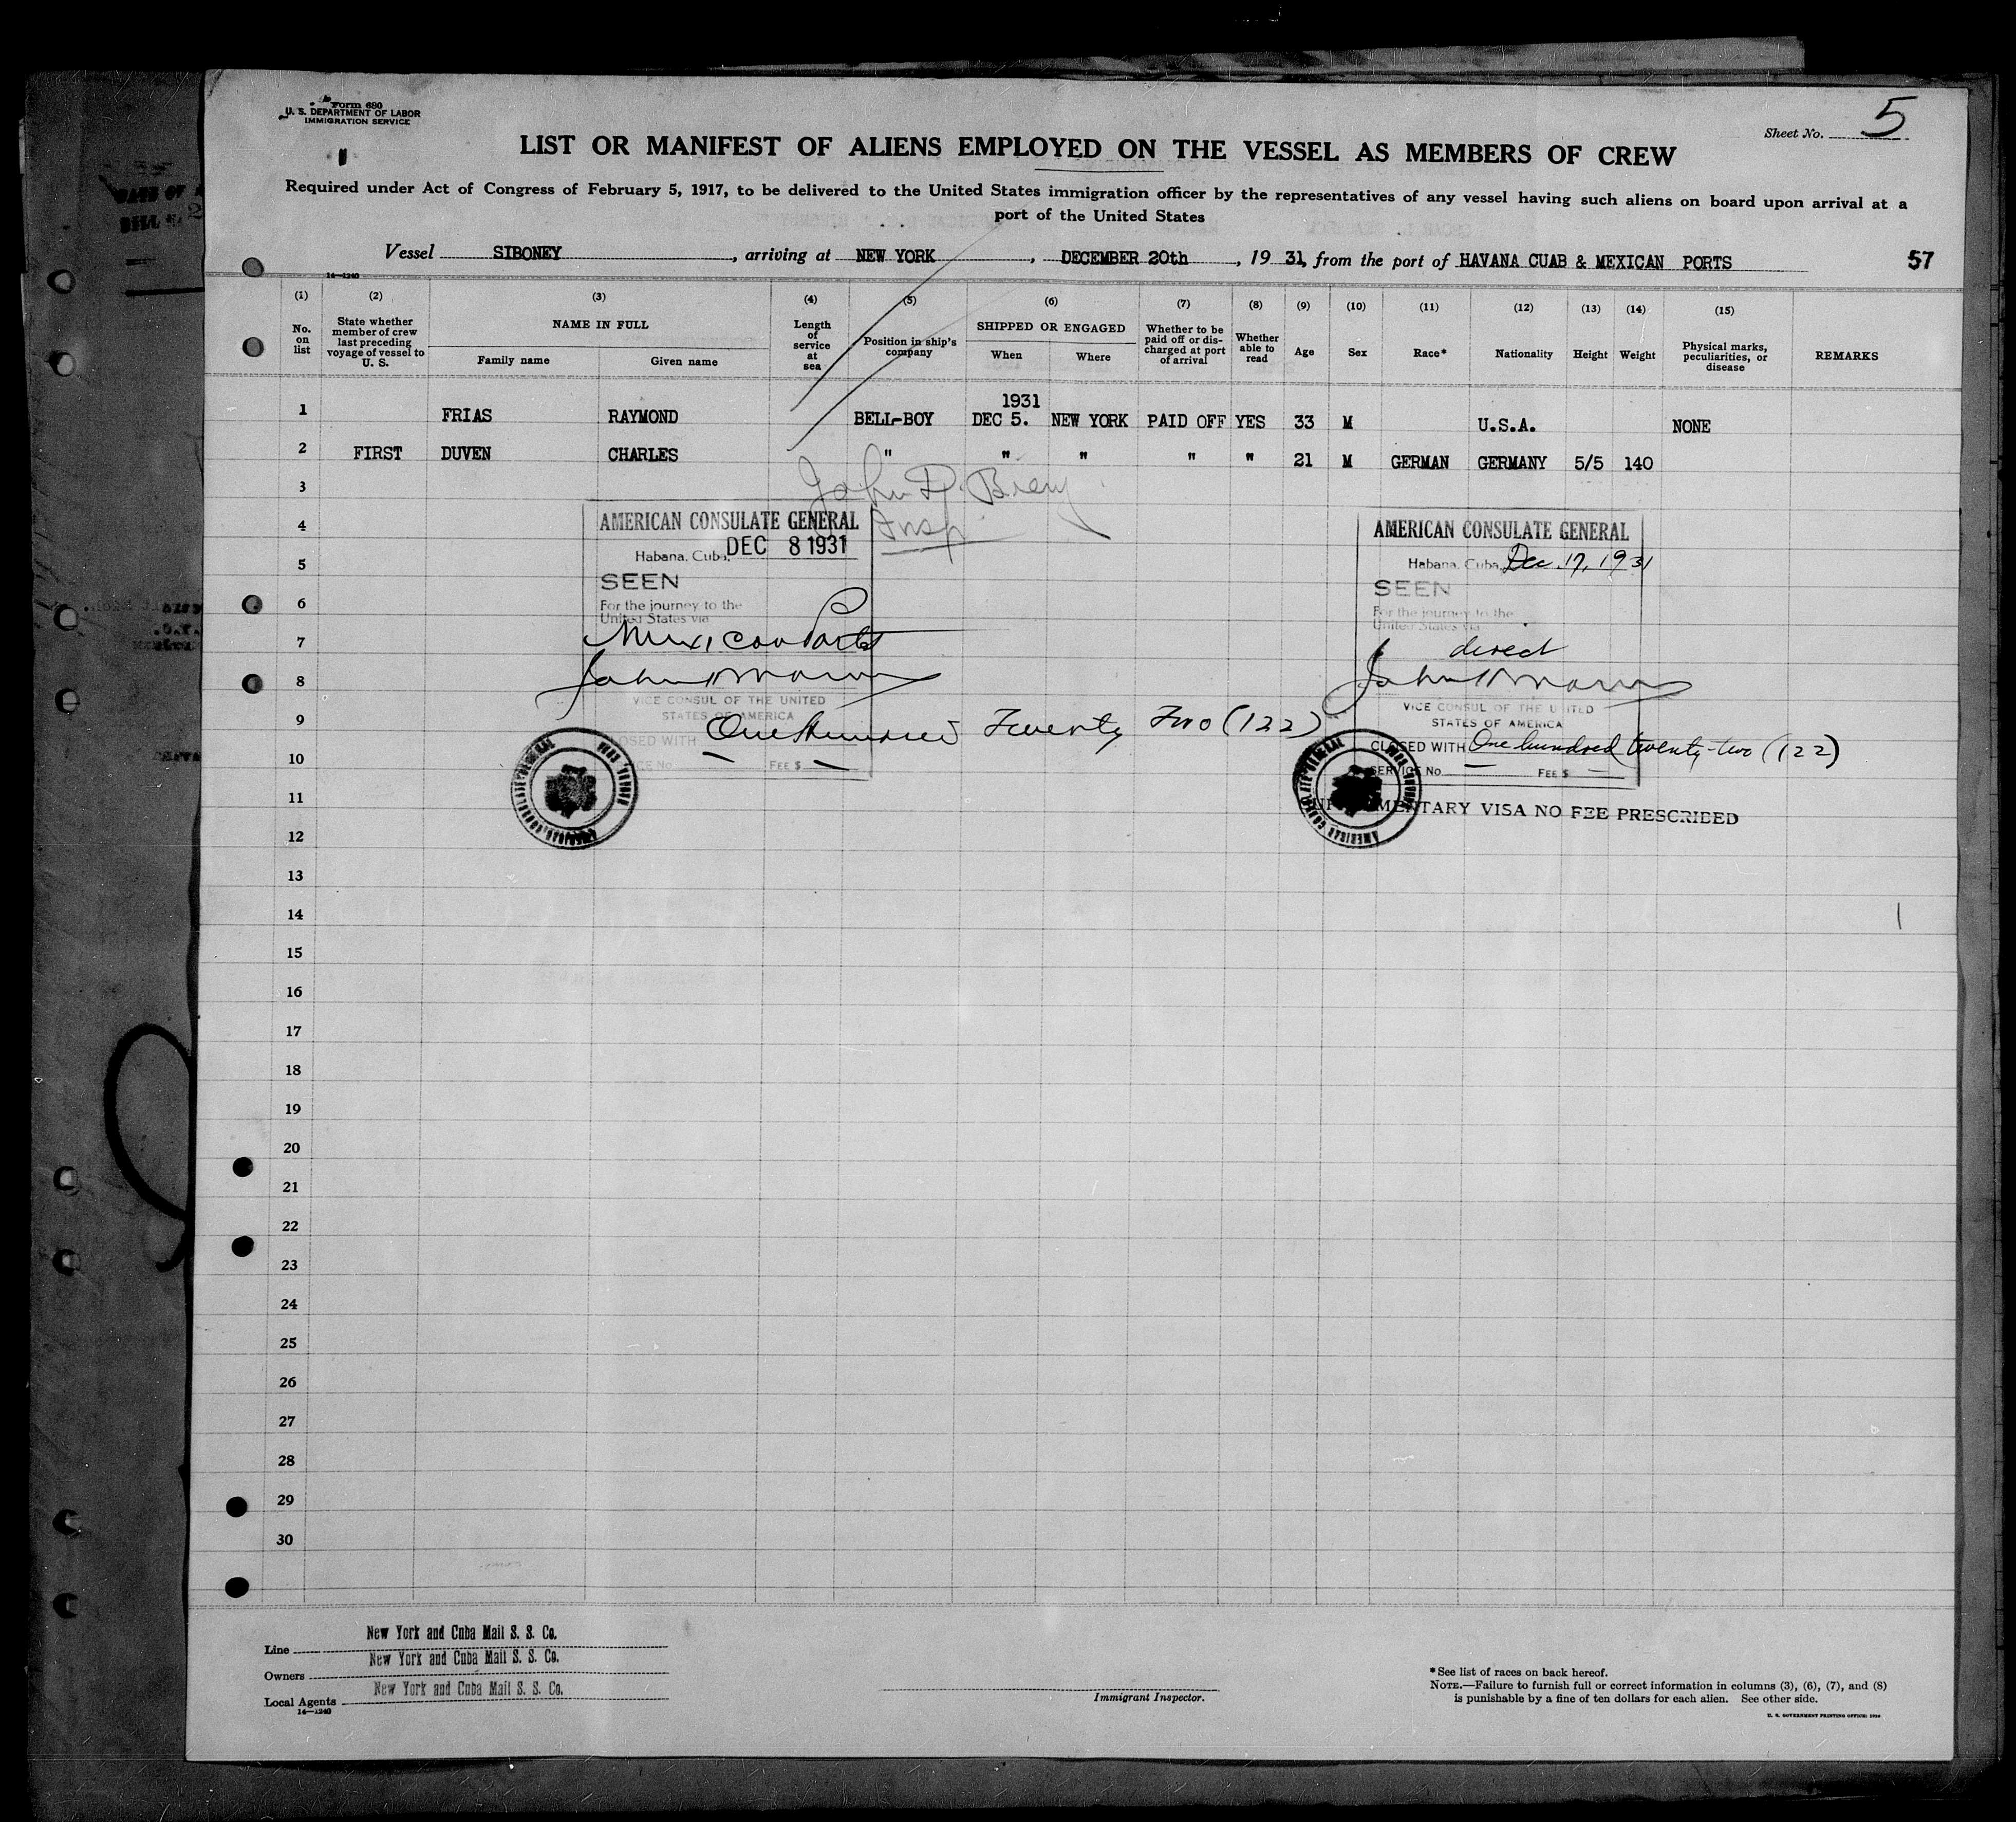 Form 680
U. S. DEPARTMENT OF LABOR
IMMIGRATION SERVICE
Sheet No. 5
LIST OR MANIFEST OF ALIENS EMPLOYED ON THE VESSEL AS MEMBERS OF CREW
Required under Act of Congress of February 5, 1917, to be delivered to the United States immigration officer by the representatives of any vessel having such aliens on board upon arrival at a
port of the United States
Vessel SIBONEY, arriving at NEW YORK, DECEMBER 20th, 19 31, from the port of HAVANA CUAB & MEXICAN PORTS 57
14—1240
(1) (2) (3) (4) (5) (6) (7) (8) (9) (10) (11) (12) (13) (14) (15)
No. on list State whether member of crew last preceding voyage of vessel to U. S. NAME IN FULL Family name Given name Length of service at sea Position in ship's company SHIPPED OR ENGAGED When Where Whether to be paid off or discharged at port of arrival Whether able to read Age Sex Race* Nationality Height Weight Physical marks, peculiarities, or disease REMARKS
1931
1 FRIAS RAYMOND BELL-BOY DEC 5. NEW YORK PAID OFF YES 33 M U.S.A. NONE
2 FIRST DUVEN CHARLES " " " " " 21 M GERMAN GERMANY 5/5 140
3
John D.
Insp
4
AMERICAN CONSULATE GENERAL
Habana, Cuba, DEC 8 1931
SEEN
For the journey to the
United States via
Mexican Ports
VICE CONSUL OF THE UNITED
STATES OF AMERICA
CLOSED WITH One Hundred Twenty Two (122)
FEE $ —
AMERICAN CONSULATE GENERAL
Habana, Cuba, Dec. 17, 1931
SEEN
For the journey to the
United States via
direct
VICE CONSUL OF THE UNITED
STATES OF AMERICA
CLOSED WITH One hundred twenty-two (122)
SERVICE No. — FEE $ —
SUPPLEMENTARY VISA NO FEE PRESCRIBED
5
6
7
8
9
10
11
12
13
14
15
16
17
18
19
20
21
22
23
24
25
26
27
28
29
30
Line New York and Cuba Mail S. S. Co.
Owners New York and Cuba Mail S. S. Co.
Local Agents New York and Cuba Mail S. S. Co.
14—1240
Immigrant Inspector.
*See list of races on back hereof.
NOTE.—Failure to furnish full or correct information in columns (3), (6), (7), and (8)
is punishable by a fine of ten dollars for each alien. See other side.